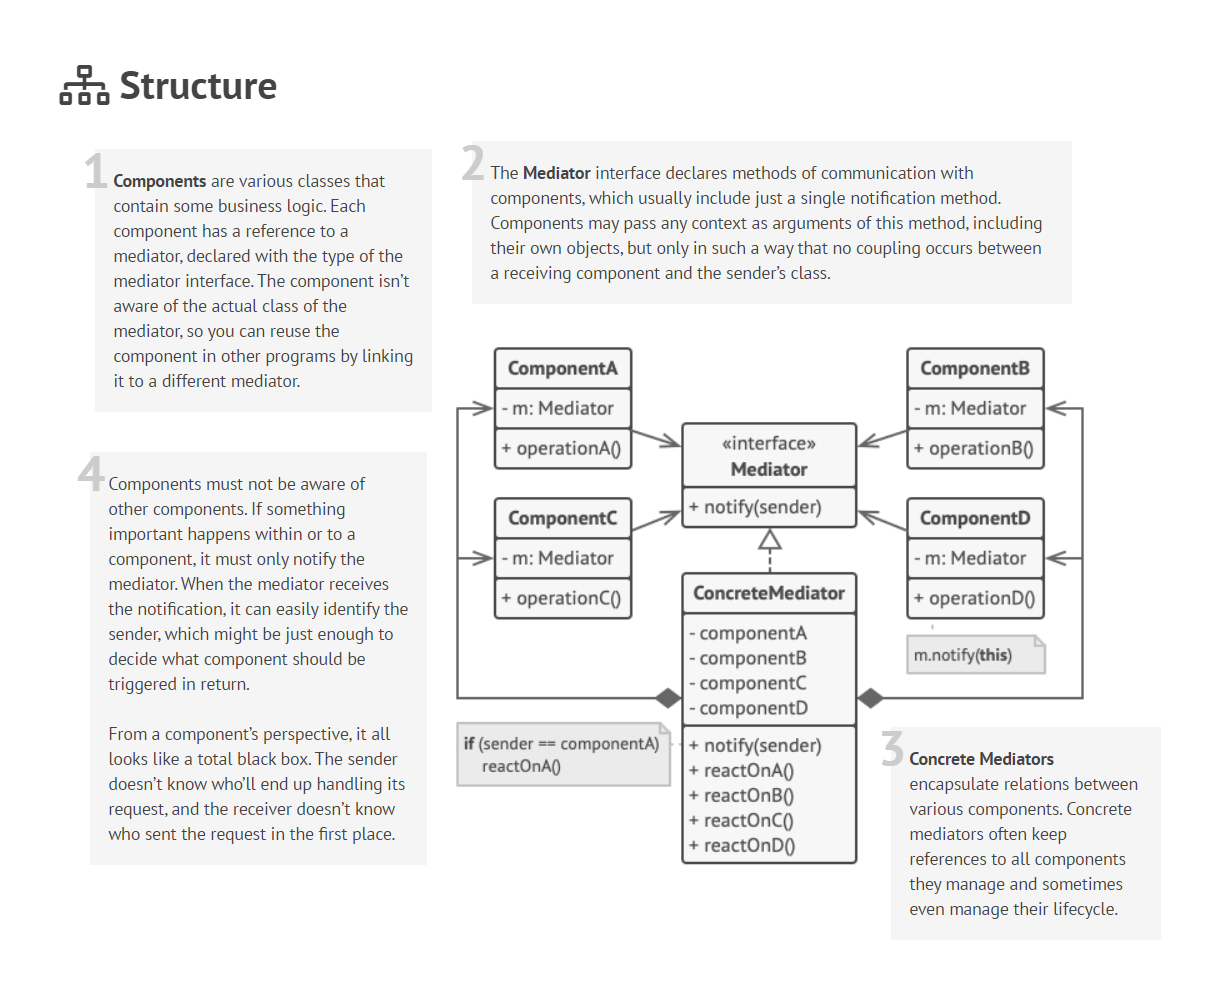 Structure
1
Components are various classes that
contain some business logic. Each
component has a reference to a
mediator, declared with the type of the
mediator interface. The component isn't
aware of the actual class of the
mediator, so you can reuse the
component in other programs by linking
it to a different mediator.
2
The Mediator interface declares methods of communication with
components, which usually include just a single notification method.
Components may pass any context as arguments of this method, including
their own objects, but only in such a way that no coupling occurs between
a receiving component and the sender's class.
ComponentA
- m: Mediator
+ operationA()
ComponentB
- m: Mediator
+ operationB()
«interface»
Mediator
+ notify(sender)
ComponentC
- m: Mediator
+ operationC()
ComponentD
- m: Mediator
+ operationD()
m.notify(this)
ConcreteMediator
- componentA
- componentB
- componentC
- componentD
+ notify(sender)
+ reactOnA()
+ reactOnB()
+ reactOnC()
+ reactOnD()
if (sender == componentA)
reactOnA()
3
Concrete Mediators
encapsulate relations between
various components. Concrete
mediators often keep
references to all components
they manage and sometimes
even manage their lifecycle.
4
Components must not be aware of
other components. If something
important happens within or to a
component, it must only notify the
mediator. When the mediator receives
the notification, it can easily identify the
sender, which might be just enough to
decide what component should be
triggered in return.
From a component's perspective, it all
looks like a total black box. The sender
doesn't know who'll end up handling its
request, and the receiver doesn't know
who sent the request in the first place.